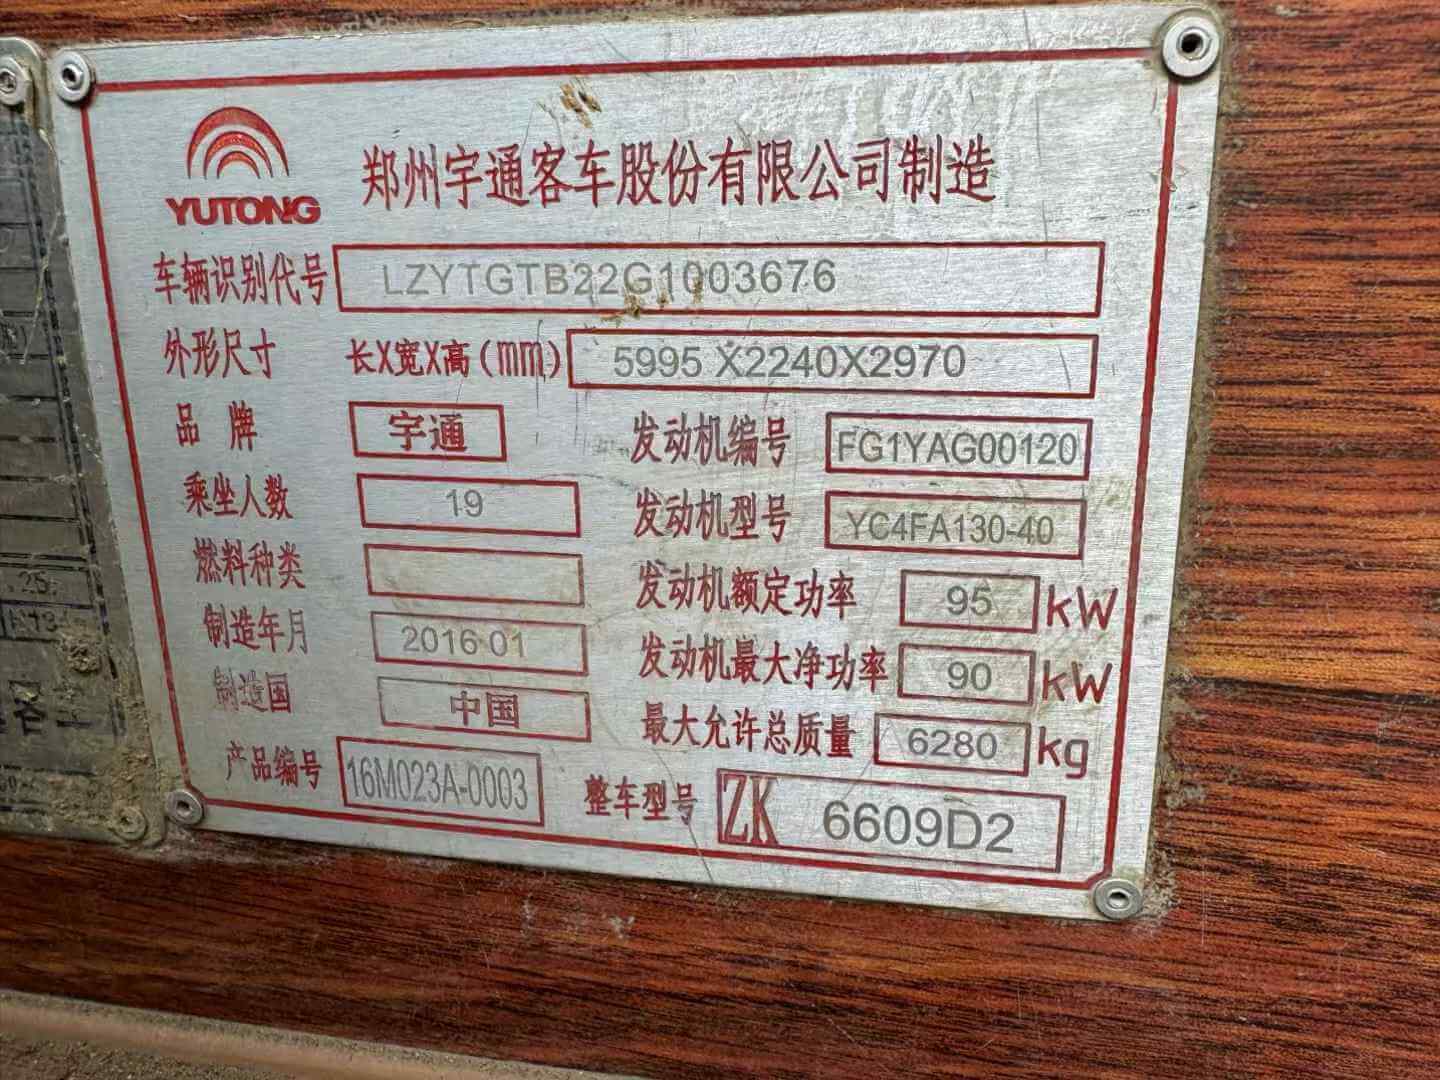 YUTONG
郑州宇通客车股份有限公司制造
车辆识别代号 LZYTGTB22G1003676
外形尺寸 长X宽X高(mm) 5995 X2240X2970
品牌 宇通
发动机编号 FG1YAG00120
乘坐人数 19
发动机型号 YC4FA130-40
燃料种类
发动机额定功率 95 kW
制造年月 2016 01
发动机最大净功率 90 kW
制造国 中国
最大允许总质量 6280 kg
产品编号 16M023A-0003
整车型号 ZK 6609D2